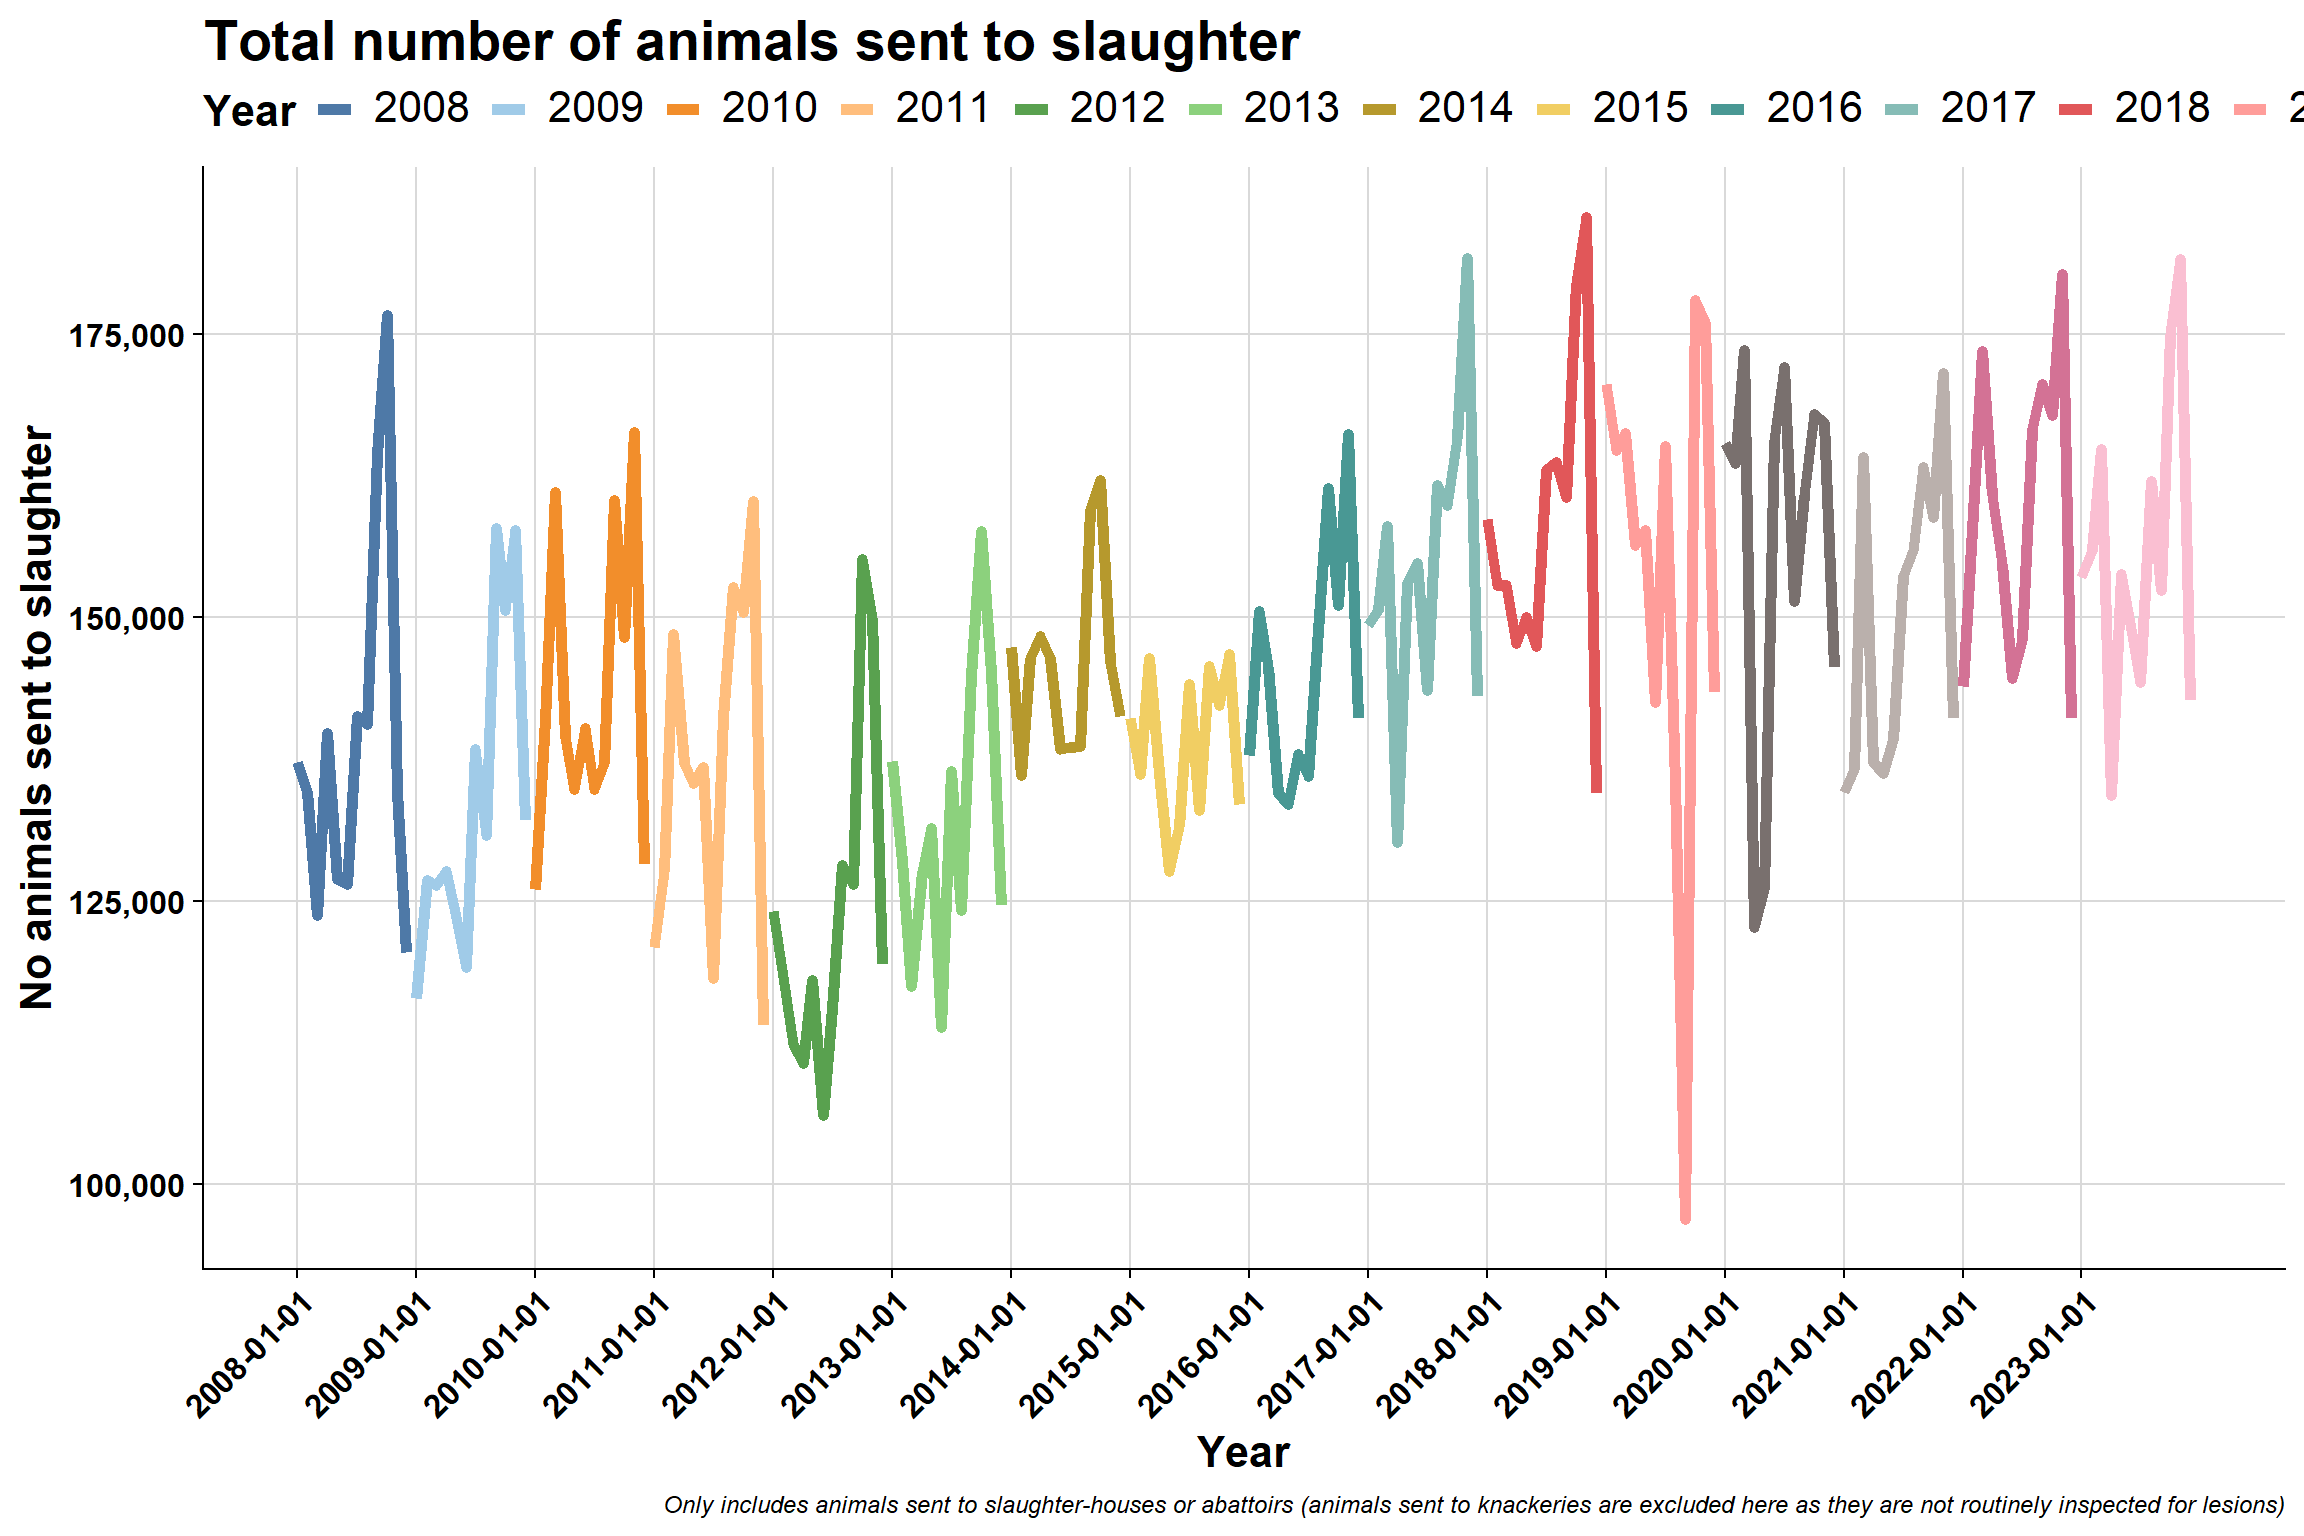 Total number of animals sent to slaughter
Year 2008 2009 2010 2011 2012 2013 2014 2015 2016 2017 2018
No animals sent to slaughter
175,000
150,000
125,000
100,000
2008-01-01 2009-01-01 2010-01-01 2011-01-01 2012-01-01 2013-01-01 2014-01-01 2015-01-01 2016-01-01 2017-01-01 2018-01-01 2019-01-01 2020-01-01 2021-01-01 2022-01-01 2023-01-01
Year
Only includes animals sent to slaughter-houses or abattoirs (animals sent to knackeries are excluded here as they are not routinely inspected for lesions)